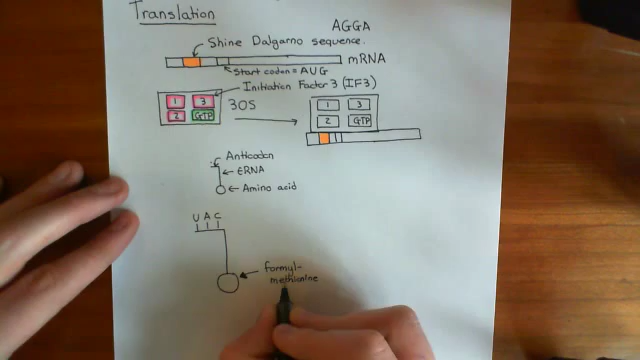 Translation
AGGA
Shine Dalgarno sequence.
mRNA
Start codon = AUG
Initiation Factor 3 (IF3)
1 3
2 GTP
30S
1 3
2 GTP
Anticodon
tRNA
Amino acid
U A C
formyl-
methionine